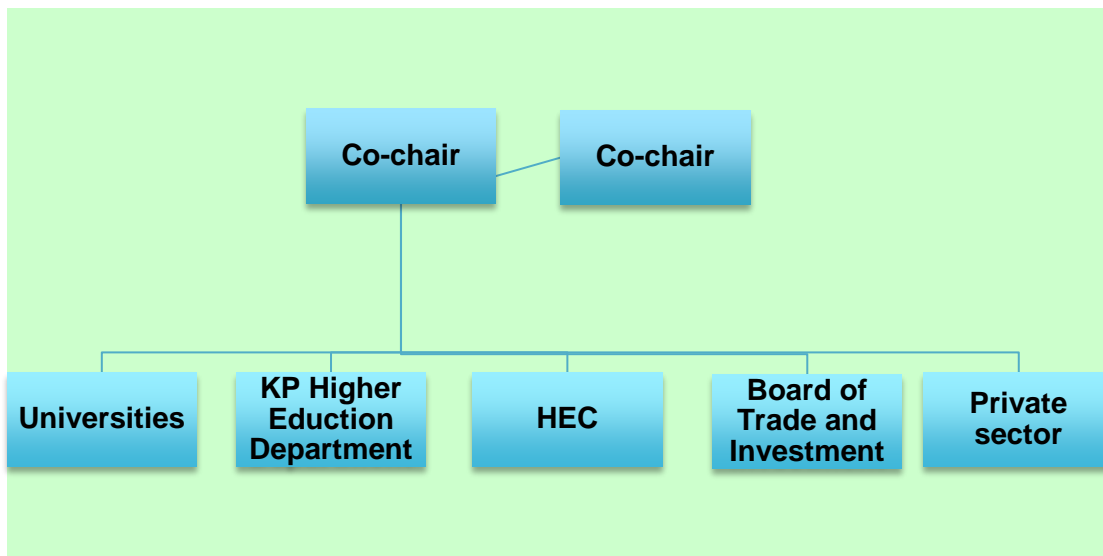 Co-chair
Co-chair
Universities
KP Higher
Eduction
Department
HEC
Board of
Trade and
Investment
Private
sector